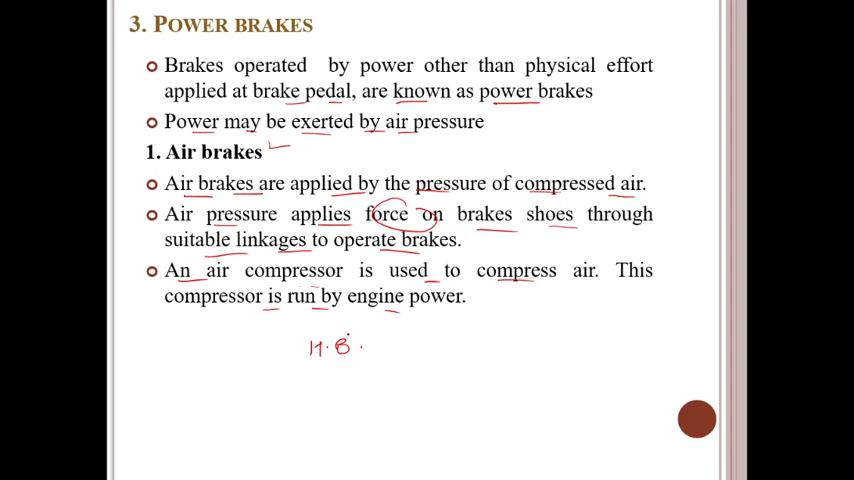 3. POWER BRAKES
Brakes operated by power other than physical effort
applied at brake pedal, are known as power brakes
Power may be exerted by air pressure
1. Air brakes
Air brakes are applied by the pressure of compressed air.
Air pressure applies force on brakes shoes through
suitable linkages to operate brakes.
An air compressor is used to compress air. This
compressor is run by engine power.
H.B.